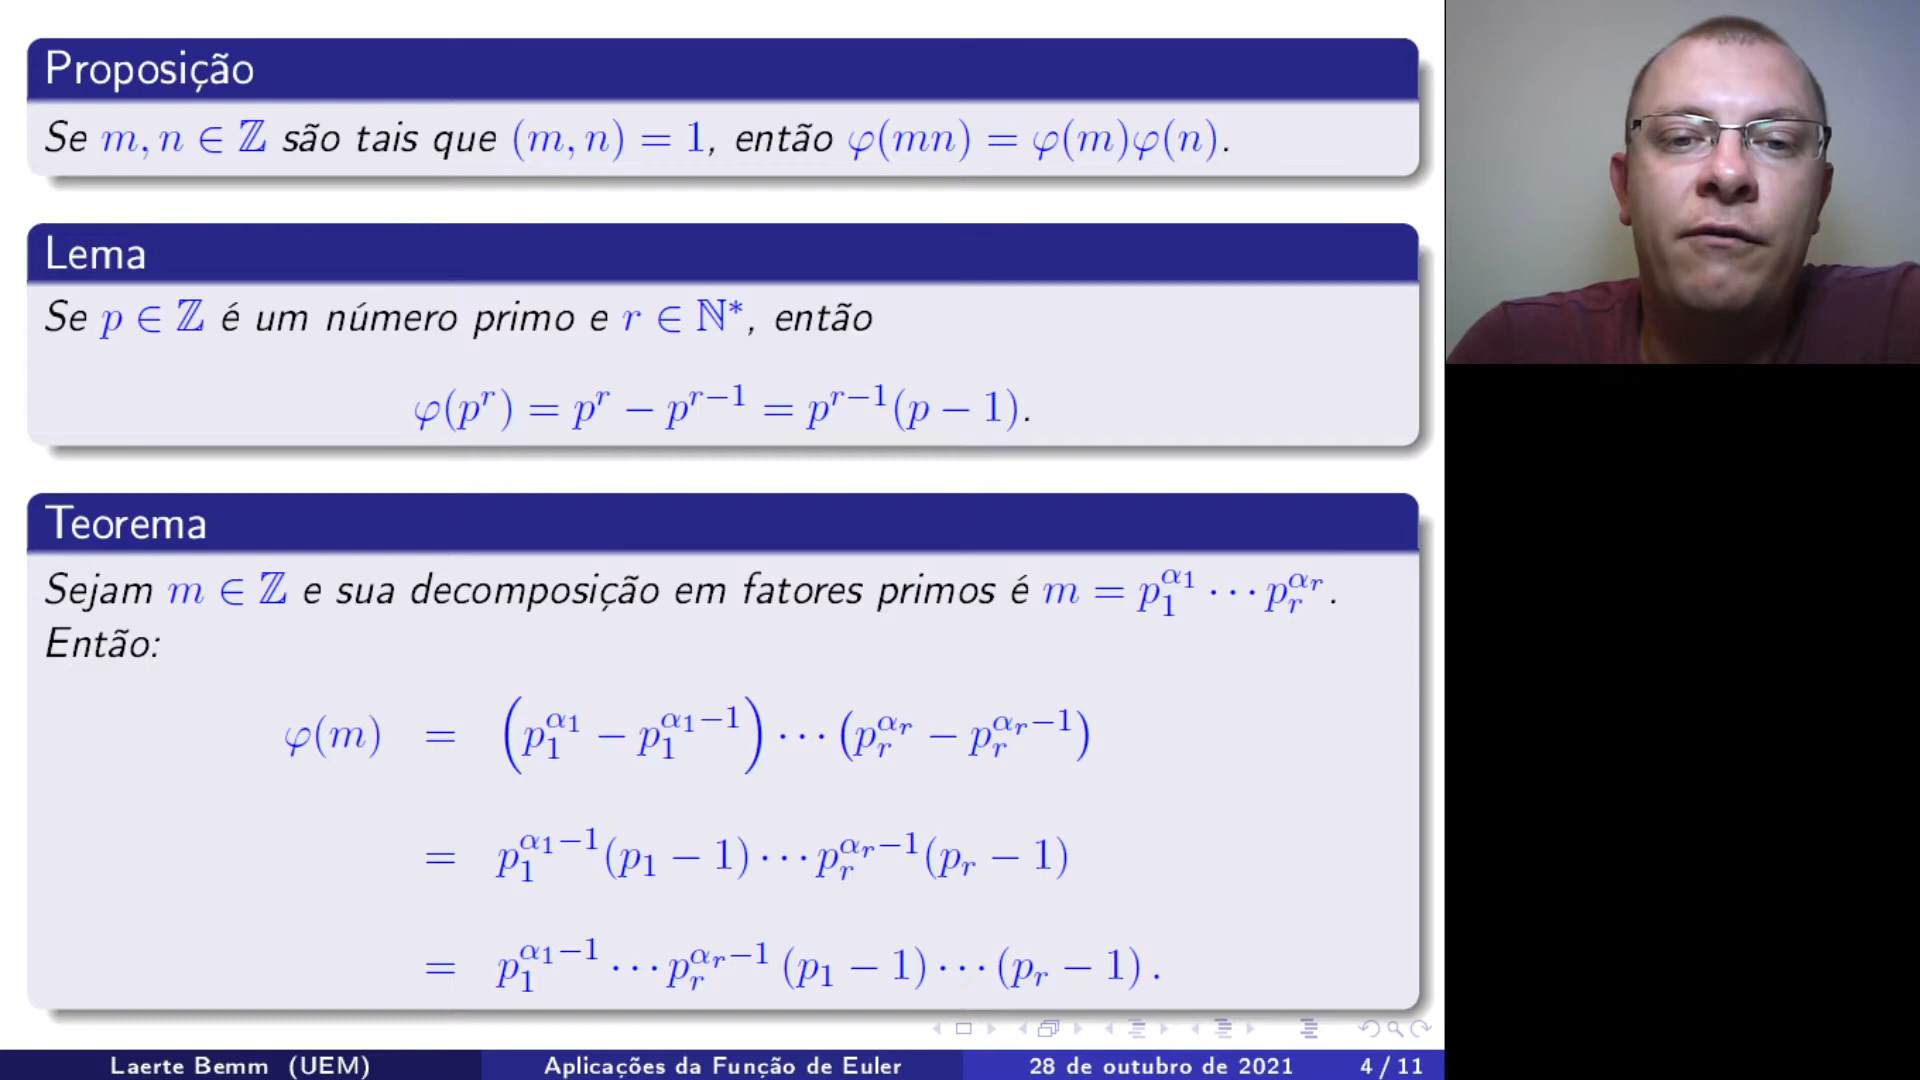 Proposição
Se m, n ∈ ℤ são tais que (m, n) = 1, então φ(mn) = φ(m)φ(n).
Lema
Se p ∈ ℤ é um número primo e r ∈ ℕ*, então
φ(p^r) = p^r − p^{r−1} = p^{r−1}(p − 1).
Teorema
Sejam m ∈ ℤ e sua decomposição em fatores primos é m = p_1^{α_1} ⋯ p_r^{α_r}.
Então:
φ(m) = (p_1^{α_1} − p_1^{α_1−1}) ⋯ (p_r^{α_r} − p_r^{α_r−1})
= p_1^{α_1−1}(p_1 − 1) ⋯ p_r^{α_r−1}(p_r − 1)
= p_1^{α_1−1} ⋯ p_r^{α_r−1} (p_1 − 1) ⋯ (p_r − 1).
Laerte Bemm (UEM) Aplicações da Função de Euler 28 de outubro de 2021 4 / 11